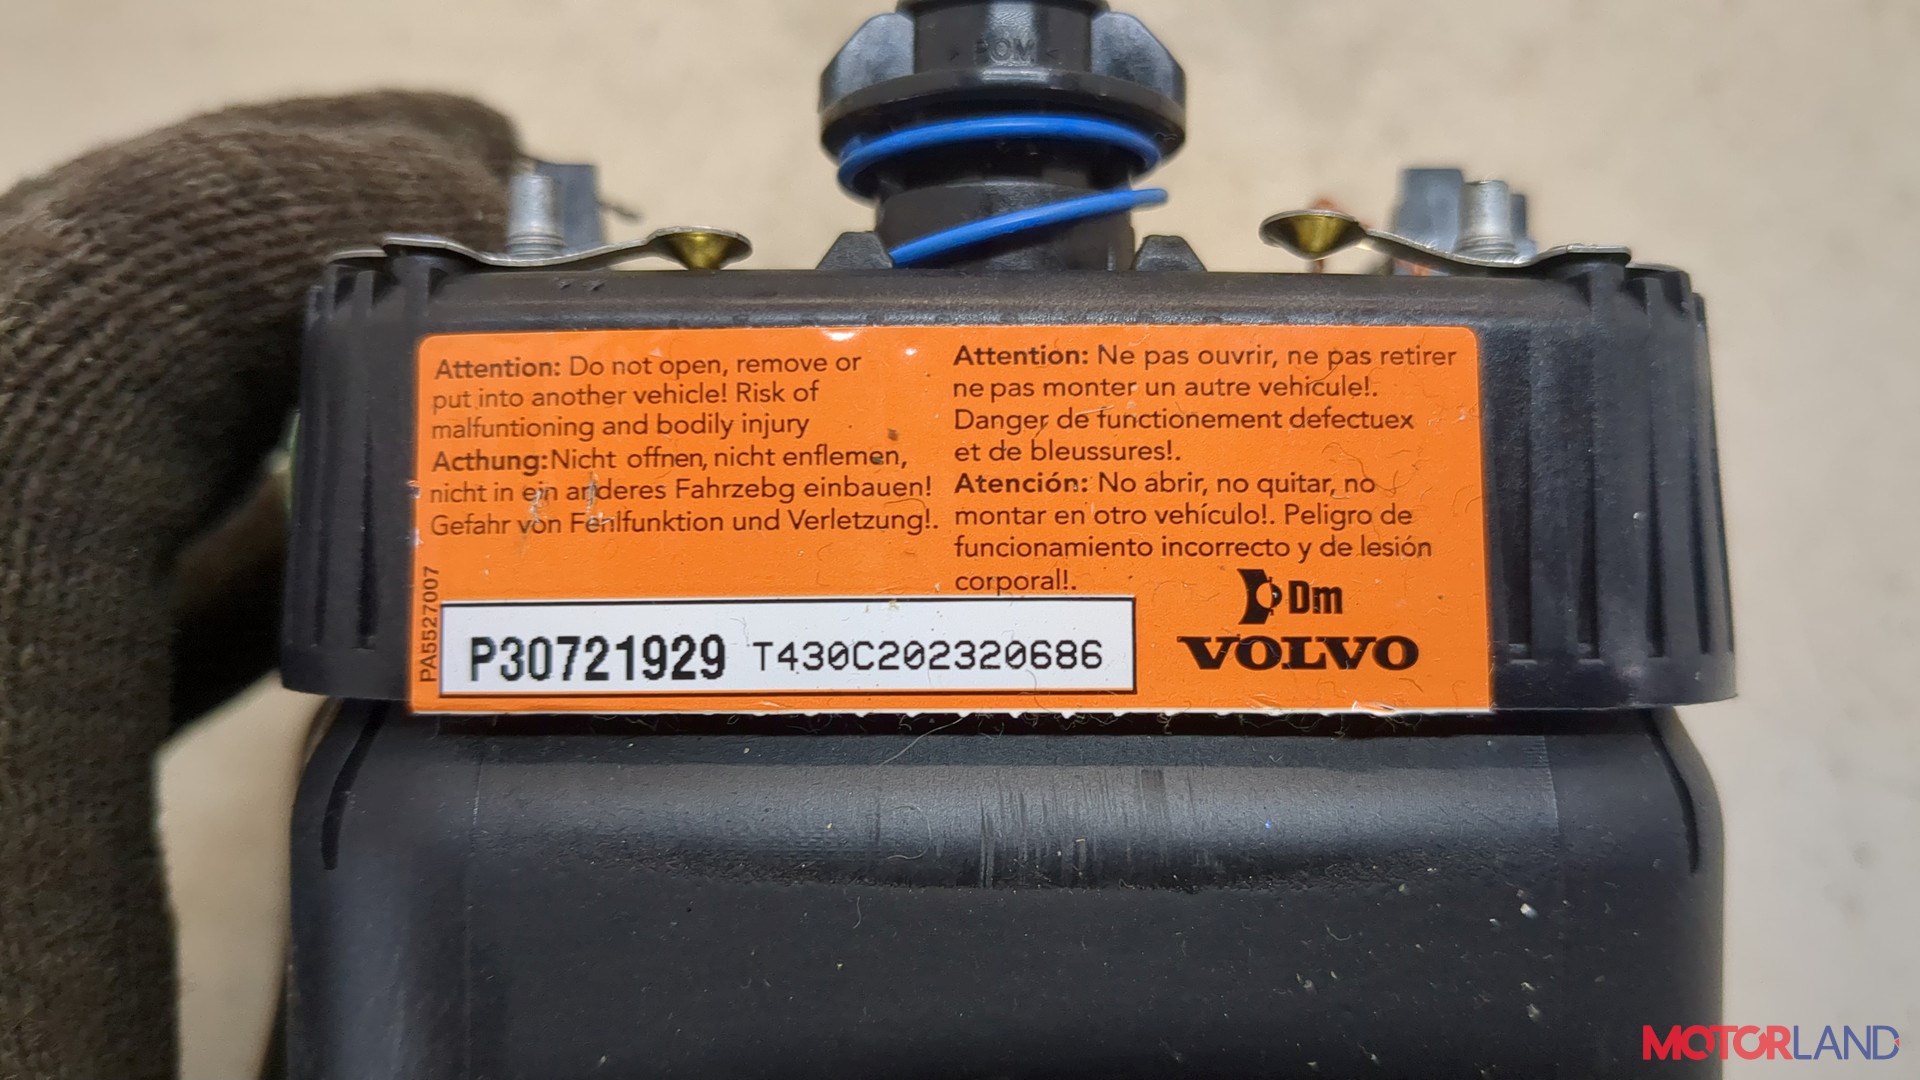 POM
Attention: Do not open, remove or
put into another vehicle! Risk of
malfuntioning and bodily injury
Acthung:Nicht offnen, nicht enflemen,
nicht in ein anderes Fahrzebg einbauen!
Gefahr von Fehlfunktion und Verletzung!.
Attention: Ne pas ouvrir, ne pas retirer
ne pas monter un autre vehicule!.
Danger de functionement defectuex
et de bleussures!.
Atención: No abrir, no quitar, no
montar en otro vehículo!. Peligro de
funcionamiento incorrecto y de lesión
corporal!.
PA5527007
P30721929 T430C202320686
Dm
VOLVO
MOTORLAND